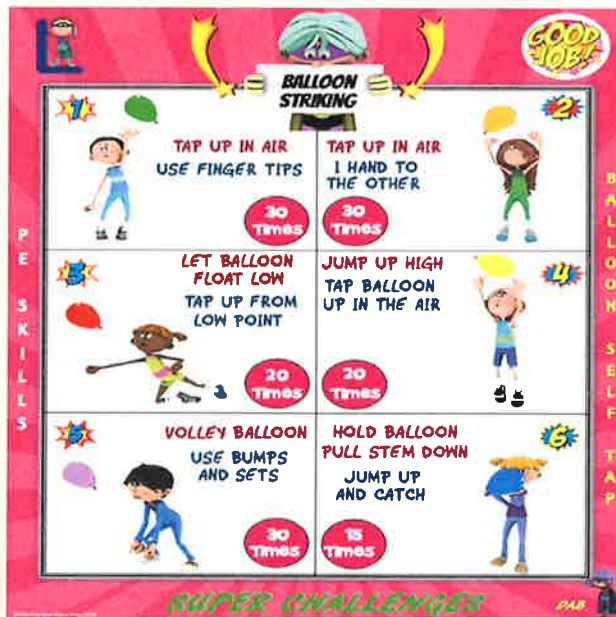 GOOD
JOB!
BALLOON
STRIKING
1
TAP UP IN AIR
USE FINGER TIPS
30
Times
2
TAP UP IN AIR
1 HAND TO
THE OTHER
30
Times
3
LET BALLOON
FLOAT LOW
TAP UP FROM
LOW POINT
20
Times
4
JUMP UP HIGH
TAP BALLOON
UP IN THE AIR
20
Times
5
VOLLEY BALLOON
USE BUMPS
AND SETS
30
Times
6
HOLD BALLOON
PULL STEM DOWN
JUMP UP
AND CATCH
15
Times
PE SKILLS
BALLOON SELF TAP
SUPER CHALLENGES
DAB